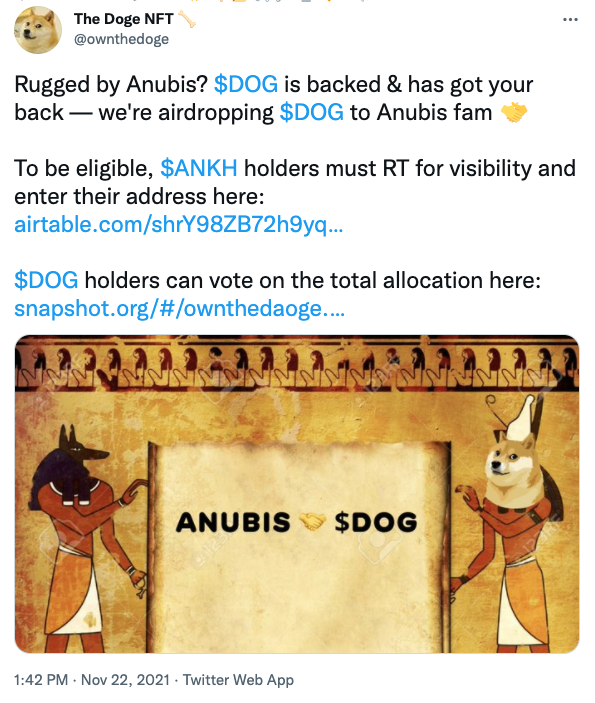 The Doge NFT
@ownthedoge
Rugged by Anubis? $DOG is backed & has got your
back — we're airdropping $DOG to Anubis fam 🤝
To be eligible, $ANKH holders must RT for visibility and
enter their address here:
airtable.com/shrY98ZB72h9yq...
$DOG holders can vote on the total allocation here:
snapshot.org/#/ownthedaoge....
ANUBIS 🤝 $DOG
1:42 PM · Nov 22, 2021 · Twitter Web App